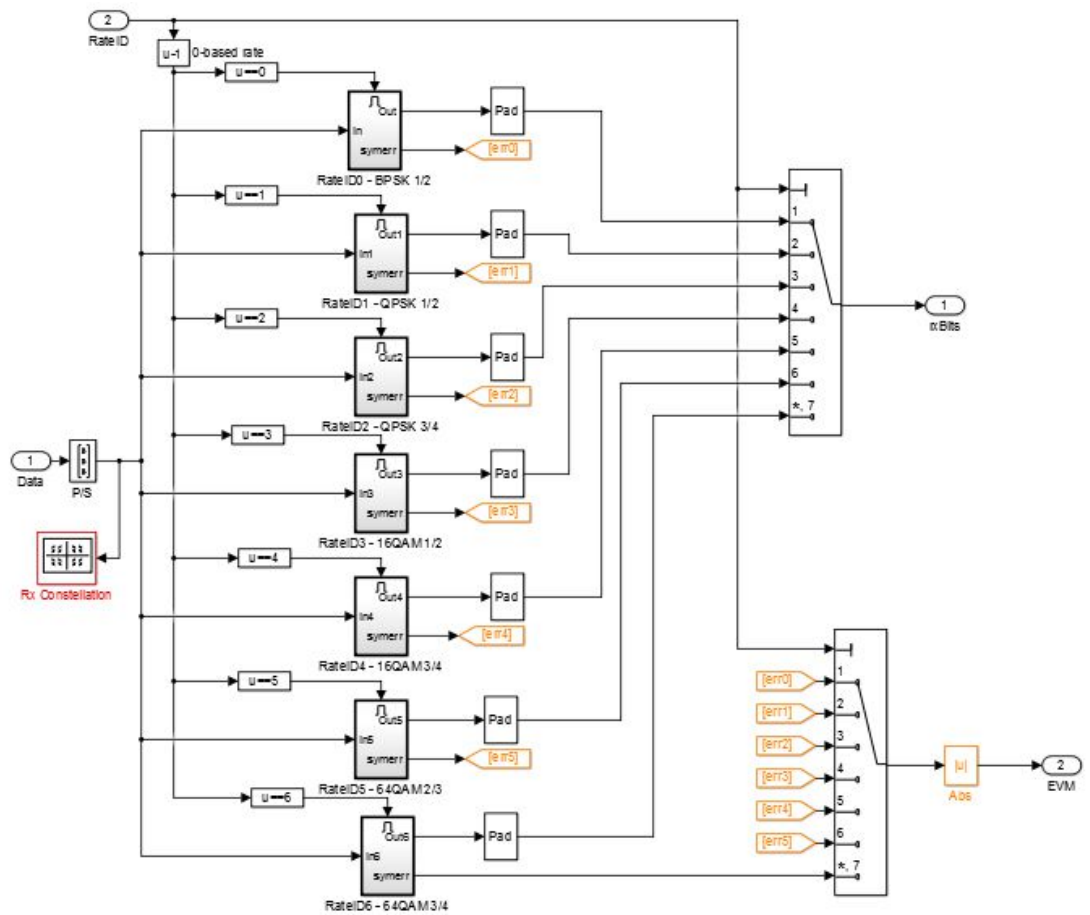 2
RateID
u-1
0-based rate
u==0
Out
In
symerr
Pad
[err0]
RateID0 - BPSK 1/2
u==1
Out1
In1
symerr
Pad
[err1]
RateID1 - QPSK 1/2
u==2
Out2
In2
symerr
Pad
[err2]
RateID2 - QPSK 3/4
u==3
Out3
In3
symerr
Pad
[err3]
RateID3 - 16QAM 1/2
u==4
Out4
In4
symerr
Pad
[err4]
RateID4 - 16QAM 3/4
u==5
Out5
In5
symerr
Pad
[err5]
RateID5 - 64QAM 2/3
u==6
Out6
In6
symerr
Pad
RateID6 - 64QAM 3/4
1
Data
P/S
Rx Constellation
1
2
3
4
5
6
*, 7
1
rxBits
[err0]
[err1]
[err2]
[err3]
[err4]
[err5]
1
2
3
4
5
6
*, 7
|u|
Abs
2
EVM